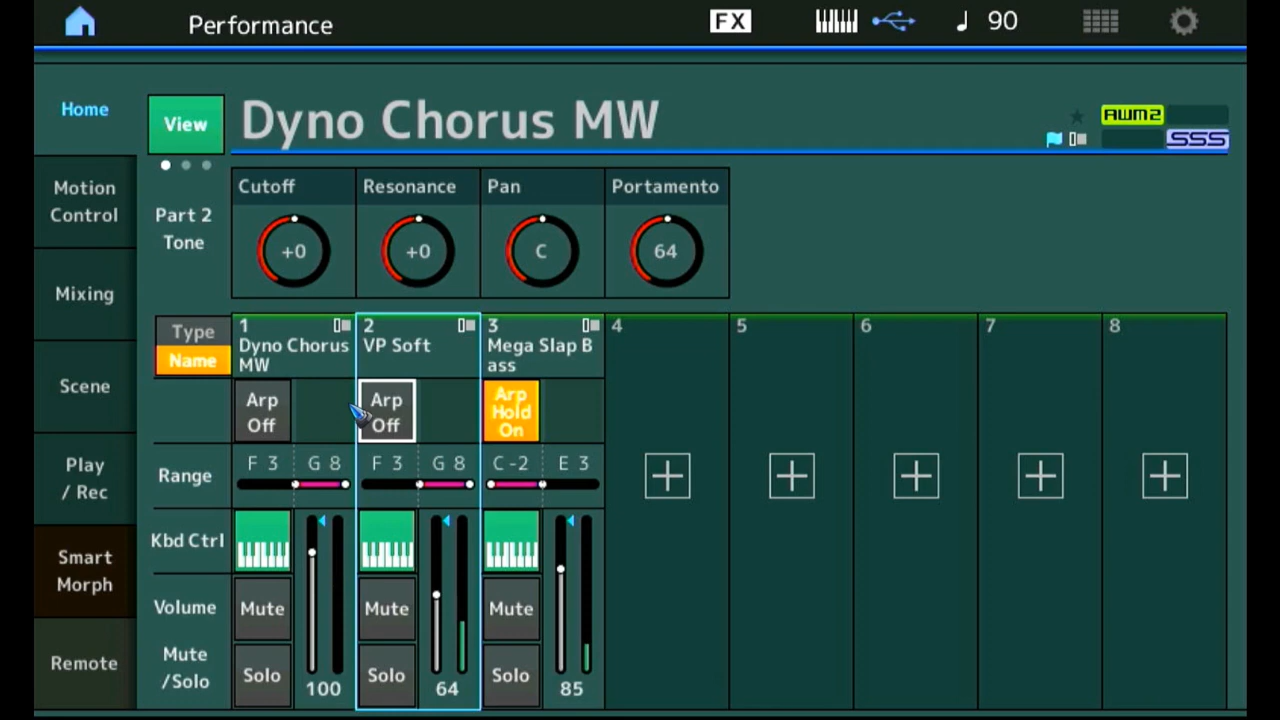 Performance
FX
90
Home
View
Dyno Chorus MW
AWM2
SSS
Motion
Control
Part 2
Tone
Cutoff
Resonance
Pan
Portamento
+0
+0
C
64
Mixing
Scene
Play
/ Rec
Smart
Morph
Remote
Type
Name
1
Dyno Chorus
MW
2
VP Soft
3
Mega Slap B
ass
4
5
6
7
8
Arp
Off
Arp
Off
Arp
Hold
On
Range
F 3
G 8
F 3
G 8
C -2
E 3
Kbd Ctrl
Volume
Mute
Mute
Mute
Mute
/Solo
Solo
100
Solo
64
Solo
85